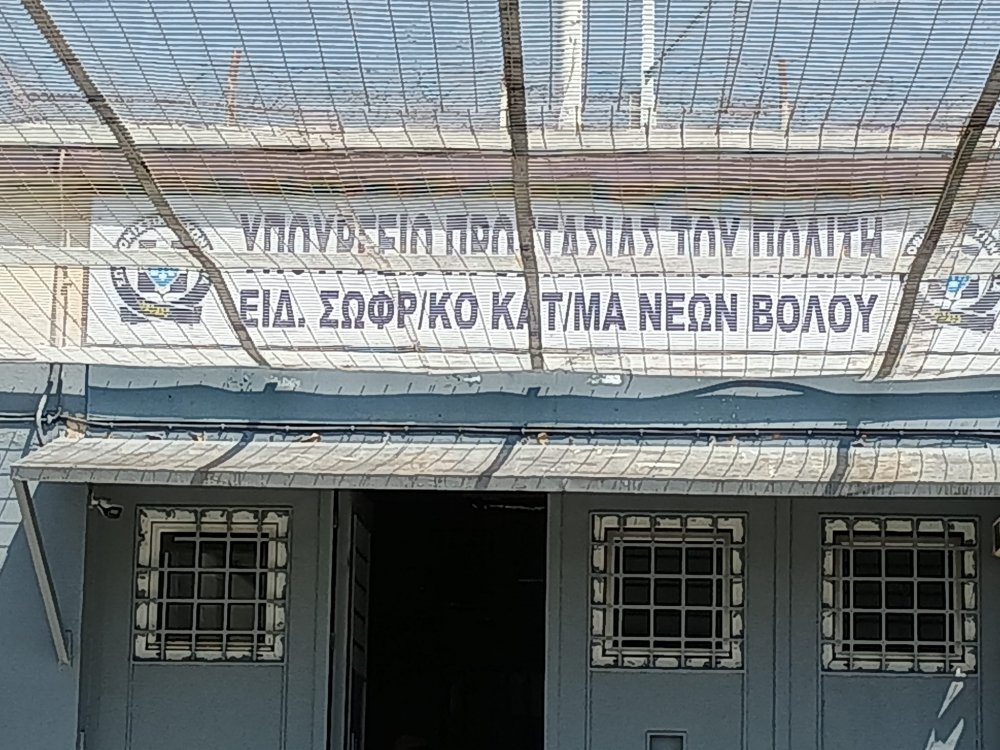 ΥΠΟΥΡΓΕΙΟ ΠΡΟΣΤΑΣΙΑΣ ΤΟΥ ΠΟΛΙΤΗ
ΕΙΔ. ΣΩΦΡ/ΚΟ ΚΑΤ/ΜΑ ΝΕΩΝ ΒΟΛΟΥ